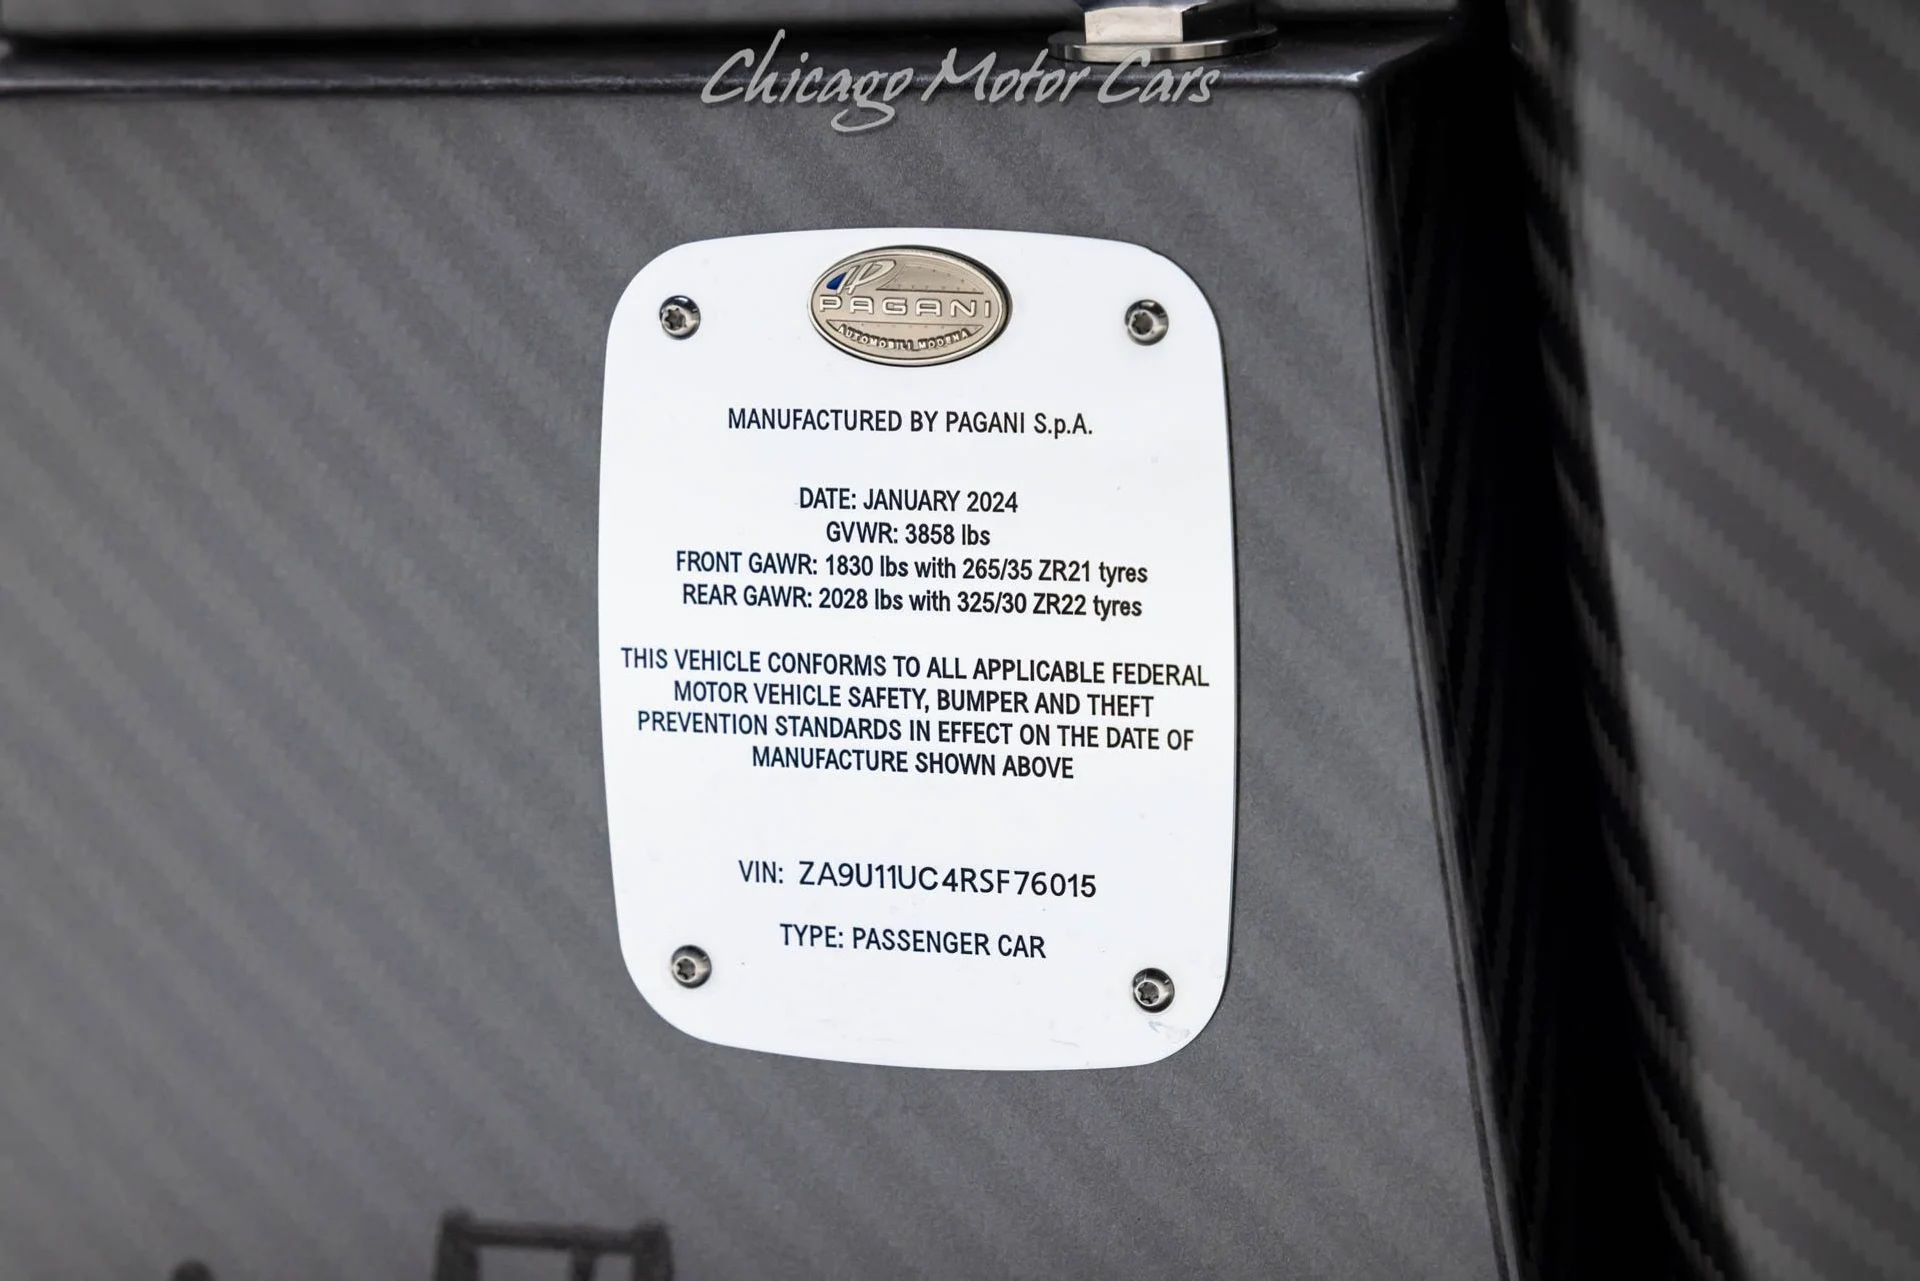 Chicago Motor Cars
P
PAGANI
AUTOMOBILI MODENA
MANUFACTURED BY PAGANI S.p.A.
DATE: JANUARY 2024
GVWR: 3858 lbs
FRONT GAWR: 1830 lbs with 265/35 ZR21 tyres
REAR GAWR: 2028 lbs with 325/30 ZR22 tyres
THIS VEHICLE CONFORMS TO ALL APPLICABLE FEDERAL
MOTOR VEHICLE SAFETY, BUMPER AND THEFT
PREVENTION STANDARDS IN EFFECT ON THE DATE OF
MANUFACTURE SHOWN ABOVE
VIN: ZA9U11UC4RSF76015
TYPE: PASSENGER CAR